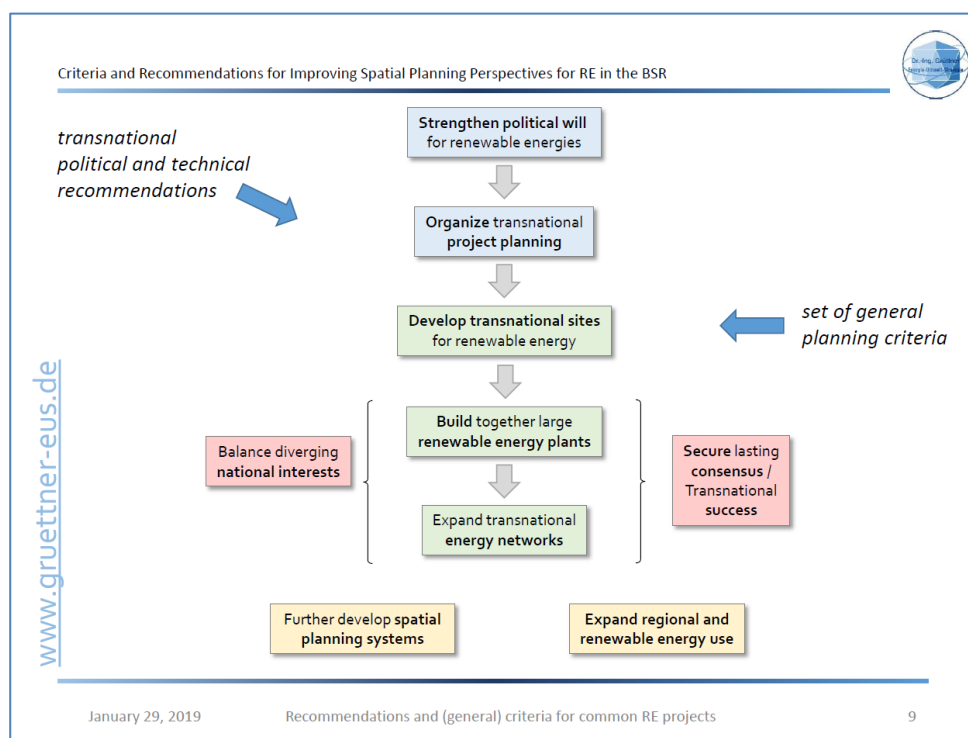 Criteria and Recommendations for Improving Spatial Planning Perspectives for RE in the BSR
transnational
political and technical
recommendations
Strengthen political will
for renewable energies
Organize transnational
project planning
Develop transnational sites
for renewable energy
set of general
planning criteria
Build together large
renewable energy plants
Balance diverging
national interests
Secure lasting
consensus /
Transnational
success
Expand transnational
energy networks
Further develop spatial
planning systems
Expand regional and
renewable energy use
www.gruettner-eus.de
January 29, 2019
Recommendations and (general) criteria for common RE projects
9